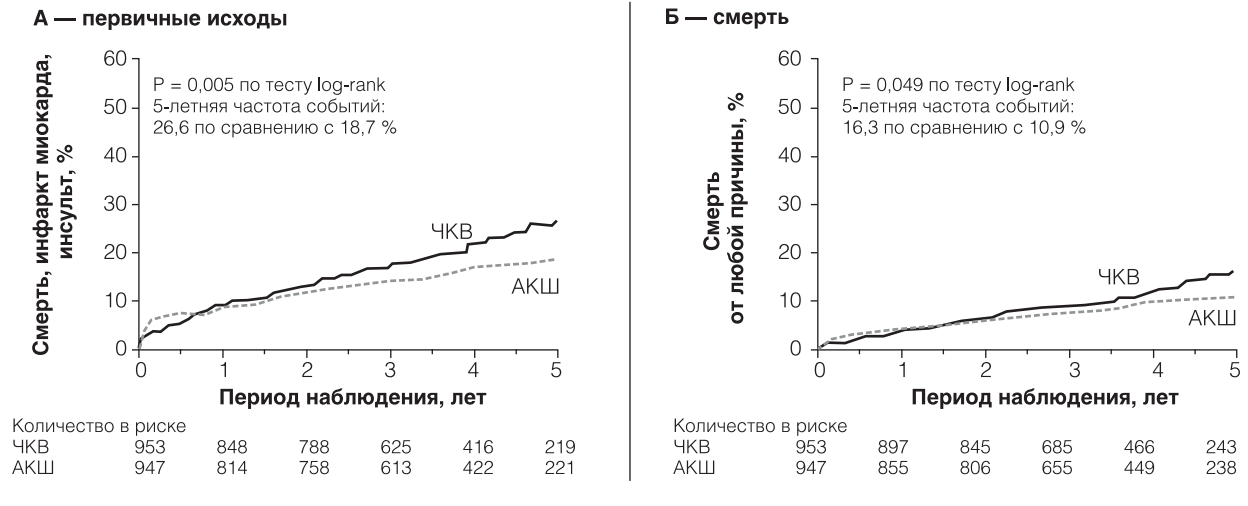 А — первичные исходы
Смерть, инфаркт миокарда,
инсульт, %
60
50
40
30
20
10
0
P = 0,005 по тесту log-rank
5-летняя частота событий:
26,6 по сравнению с 18,7 %
ЧКВ
АКШ
0 1 2 3 4 5
Период наблюдения, лет
Количество в риске
ЧКВ 953 848 788 625 416 219
АКШ 947 814 758 613 422 221
Б — смерть
Смерть
от любой причины, %
60
50
40
30
20
10
0
P = 0,049 по тесту log-rank
5-летняя частота событий:
16,3 по сравнению с 10,9 %
ЧКВ
АКШ
0 1 2 3 4 5
Период наблюдения, лет
Количество в риске
ЧКВ 953 897 845 685 466 243
АКШ 947 855 806 655 449 238